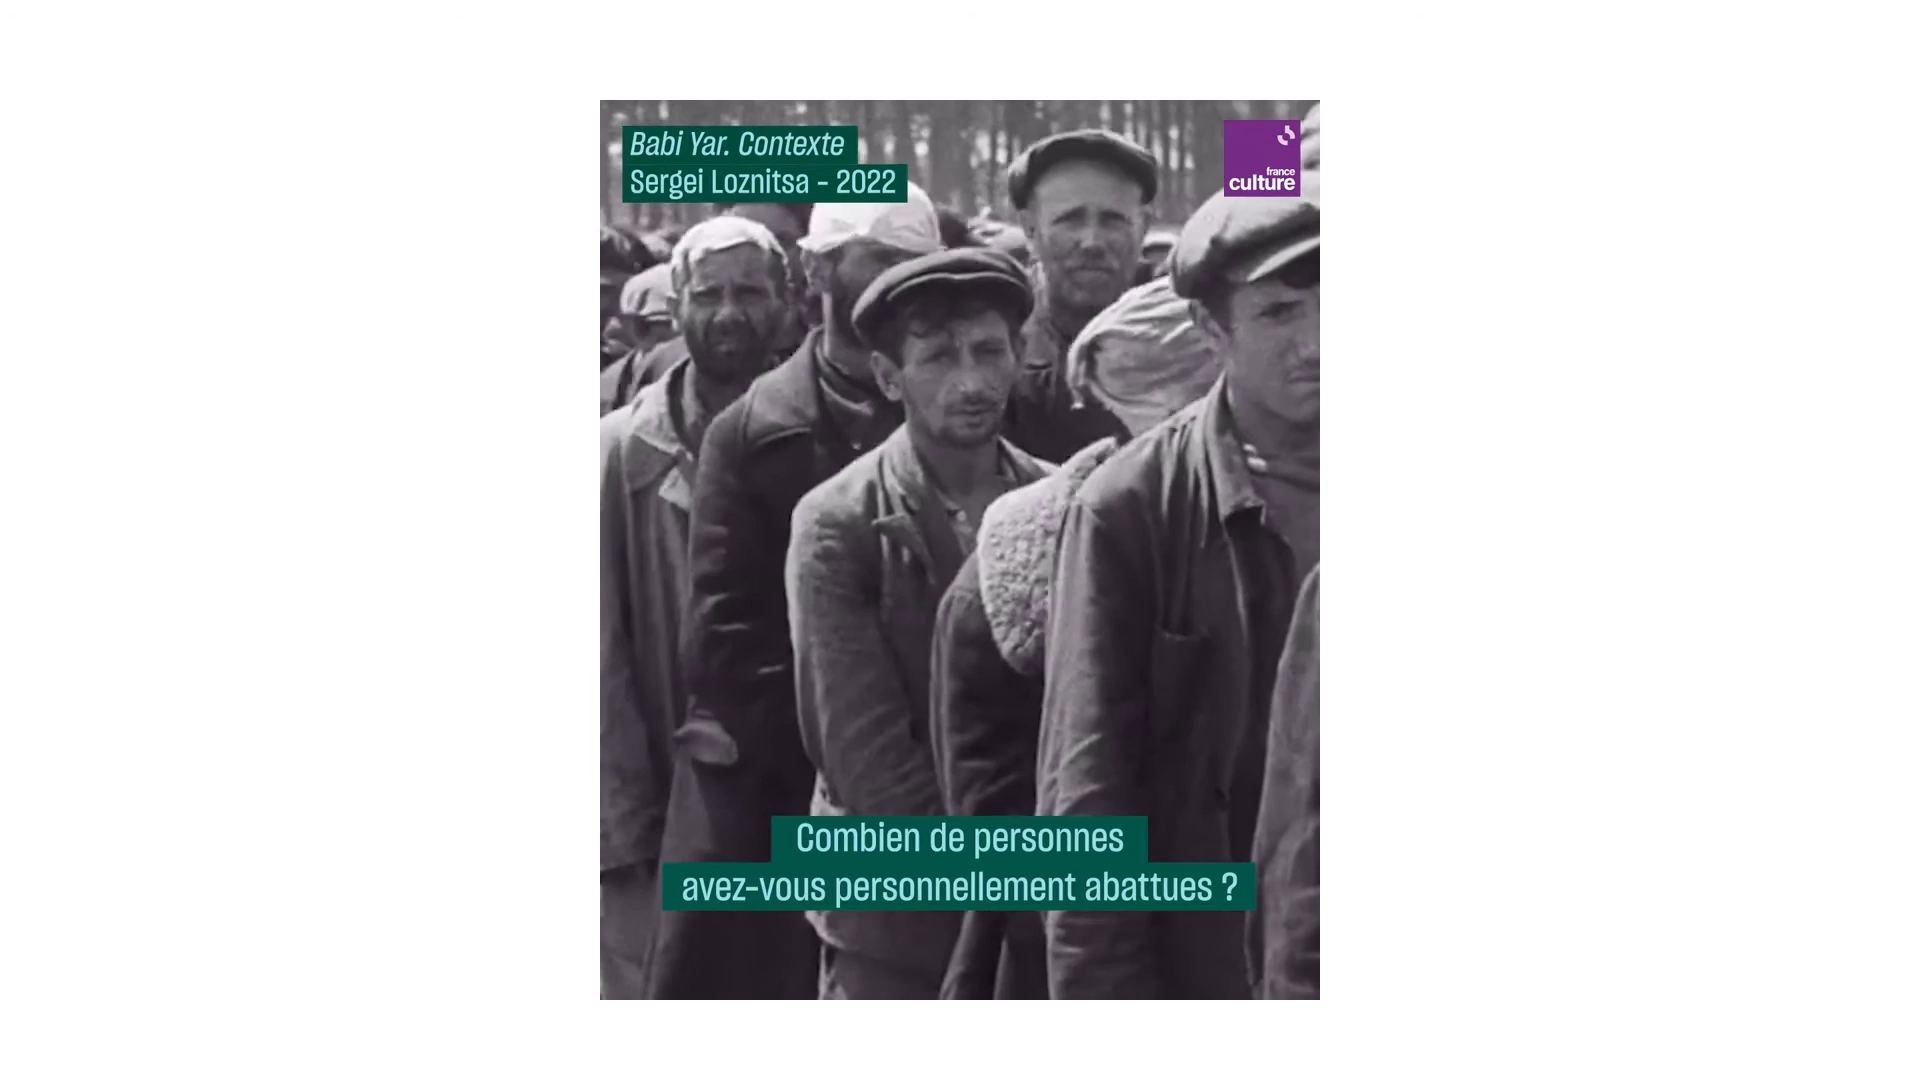 Babi Yar. Contexte
Sergei Loznitsa - 2022
france
culture
Combien de personnes
avez-vous personnellement abattues ?